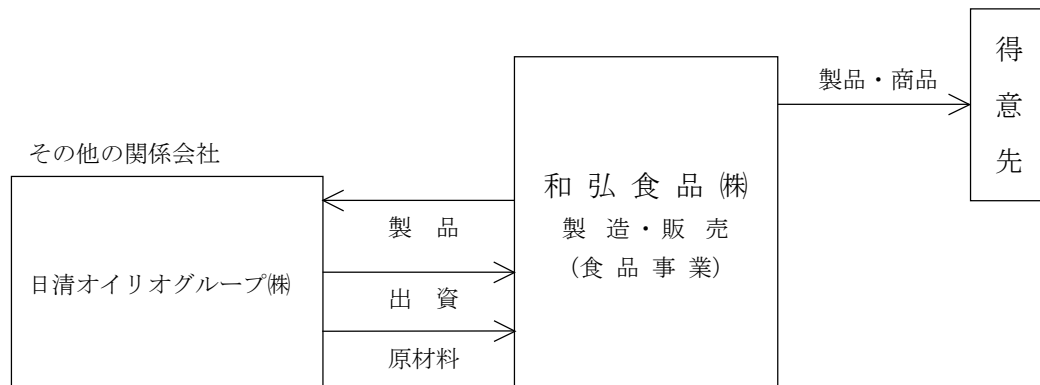 その他の関係会社
日清オイリオグループ㈱
製品
出資
原材料
和弘食品㈱
製造・販売
(食品事業)
製品・商品
得意先